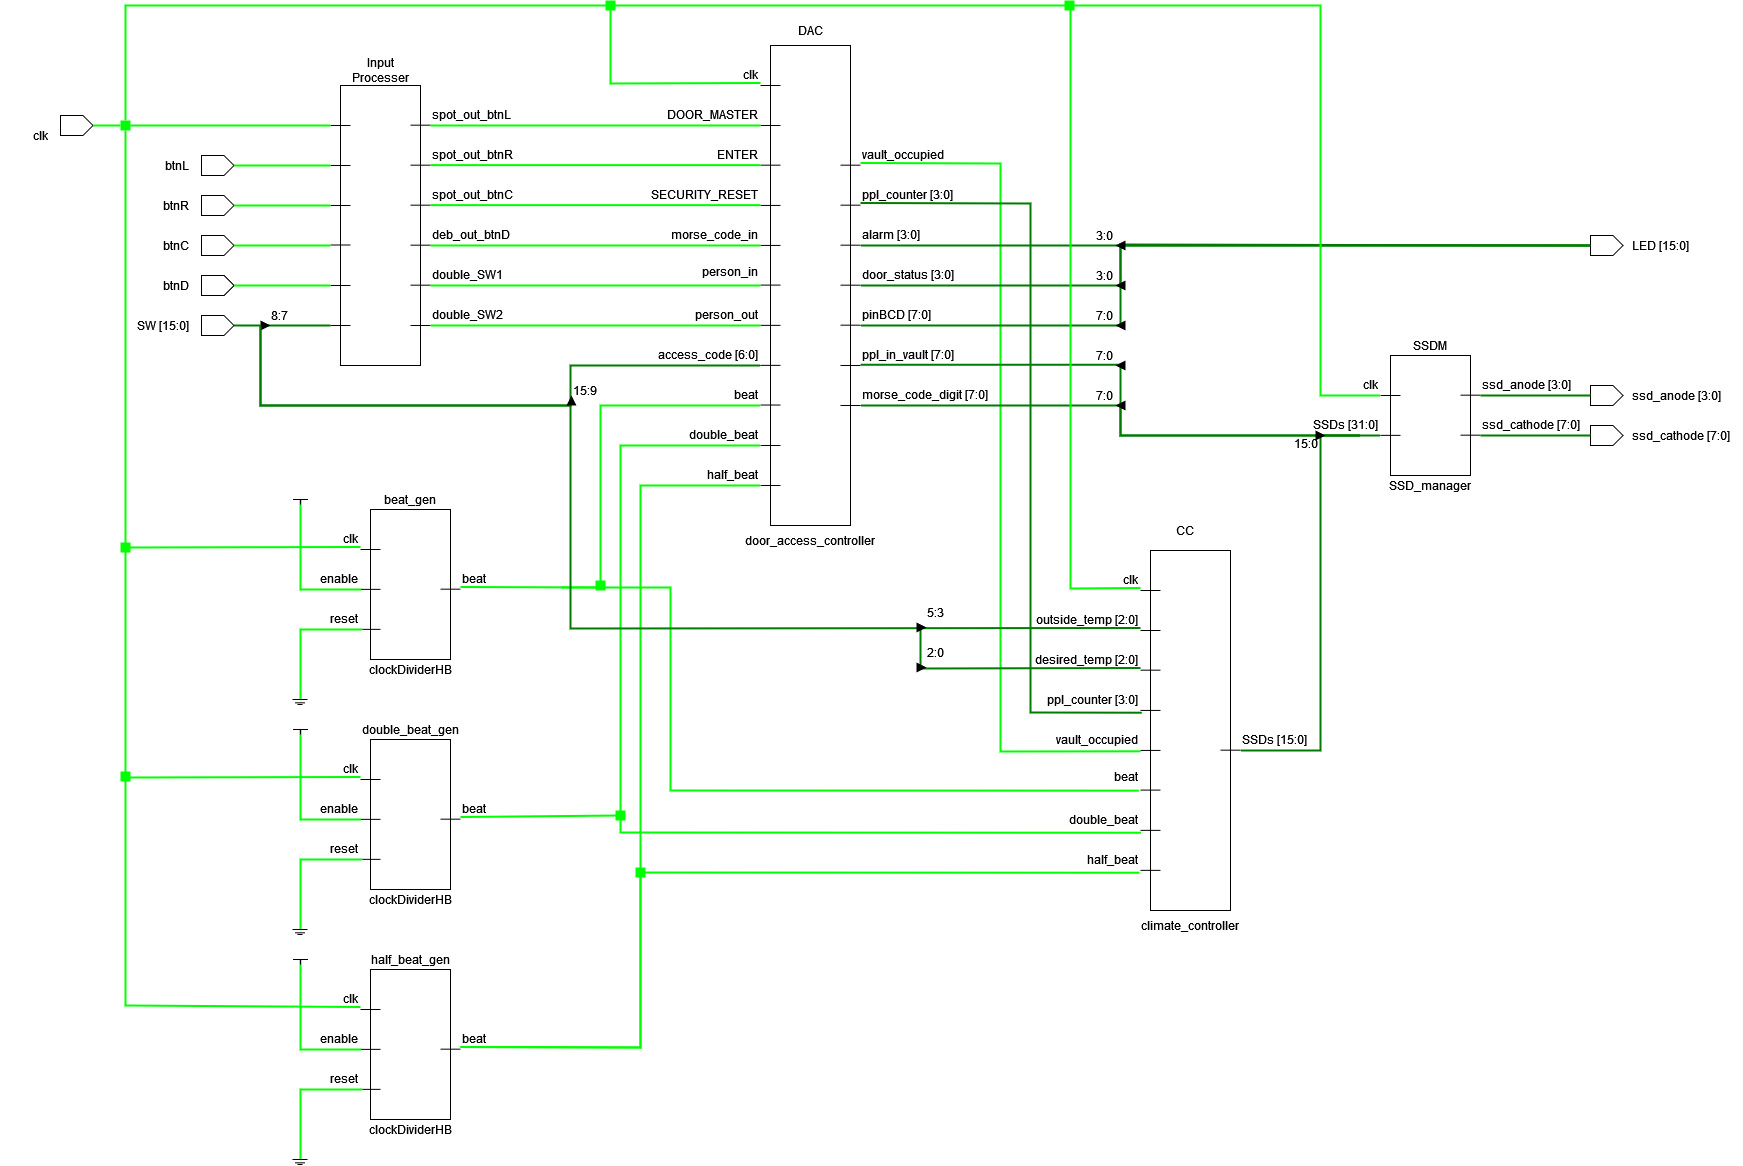 DAC
Input
Processer
clk
clk
spot_out_btnL
DOOR_MASTER
btnL
spot_out_btnR
ENTER
vault_occupied
btnR
spot_out_btnC
SECURITY_RESET
ppl_counter [3:0]
btnC
deb_out_btnD
morse_code_in
alarm [3:0]
3:0
LED [15:0]
btnD
double_SW1
person_in
door_status [3:0]
3:0
SW [15:0]
8:7
double_SW2
person_out
pinBCD [7:0]
7:0
SSDM
access_code [6:0]
ppl_in_vault [7:0]
7:0
15:9
beat
morse_code_digit [7:0]
7:0
clk
ssd_anode [3:0]
ssd_anode [3:0]
double_beat
SSDs [31:0]
15:0
ssd_cathode [7:0]
ssd_cathode [7:0]
half_beat
SSD_manager
door_access_controller
beat_gen
clk
enable
beat
reset
clockDividerHB
CC
clk
5:3
outside_temp [2:0]
2:0
desired_temp [2:0]
ppl_counter [3:0]
vault_occupied
SSDs [15:0]
beat
double_beat
half_beat
climate_controller
double_beat_gen
clk
enable
beat
reset
clockDividerHB
half_beat_gen
clk
enable
beat
reset
clockDividerHB